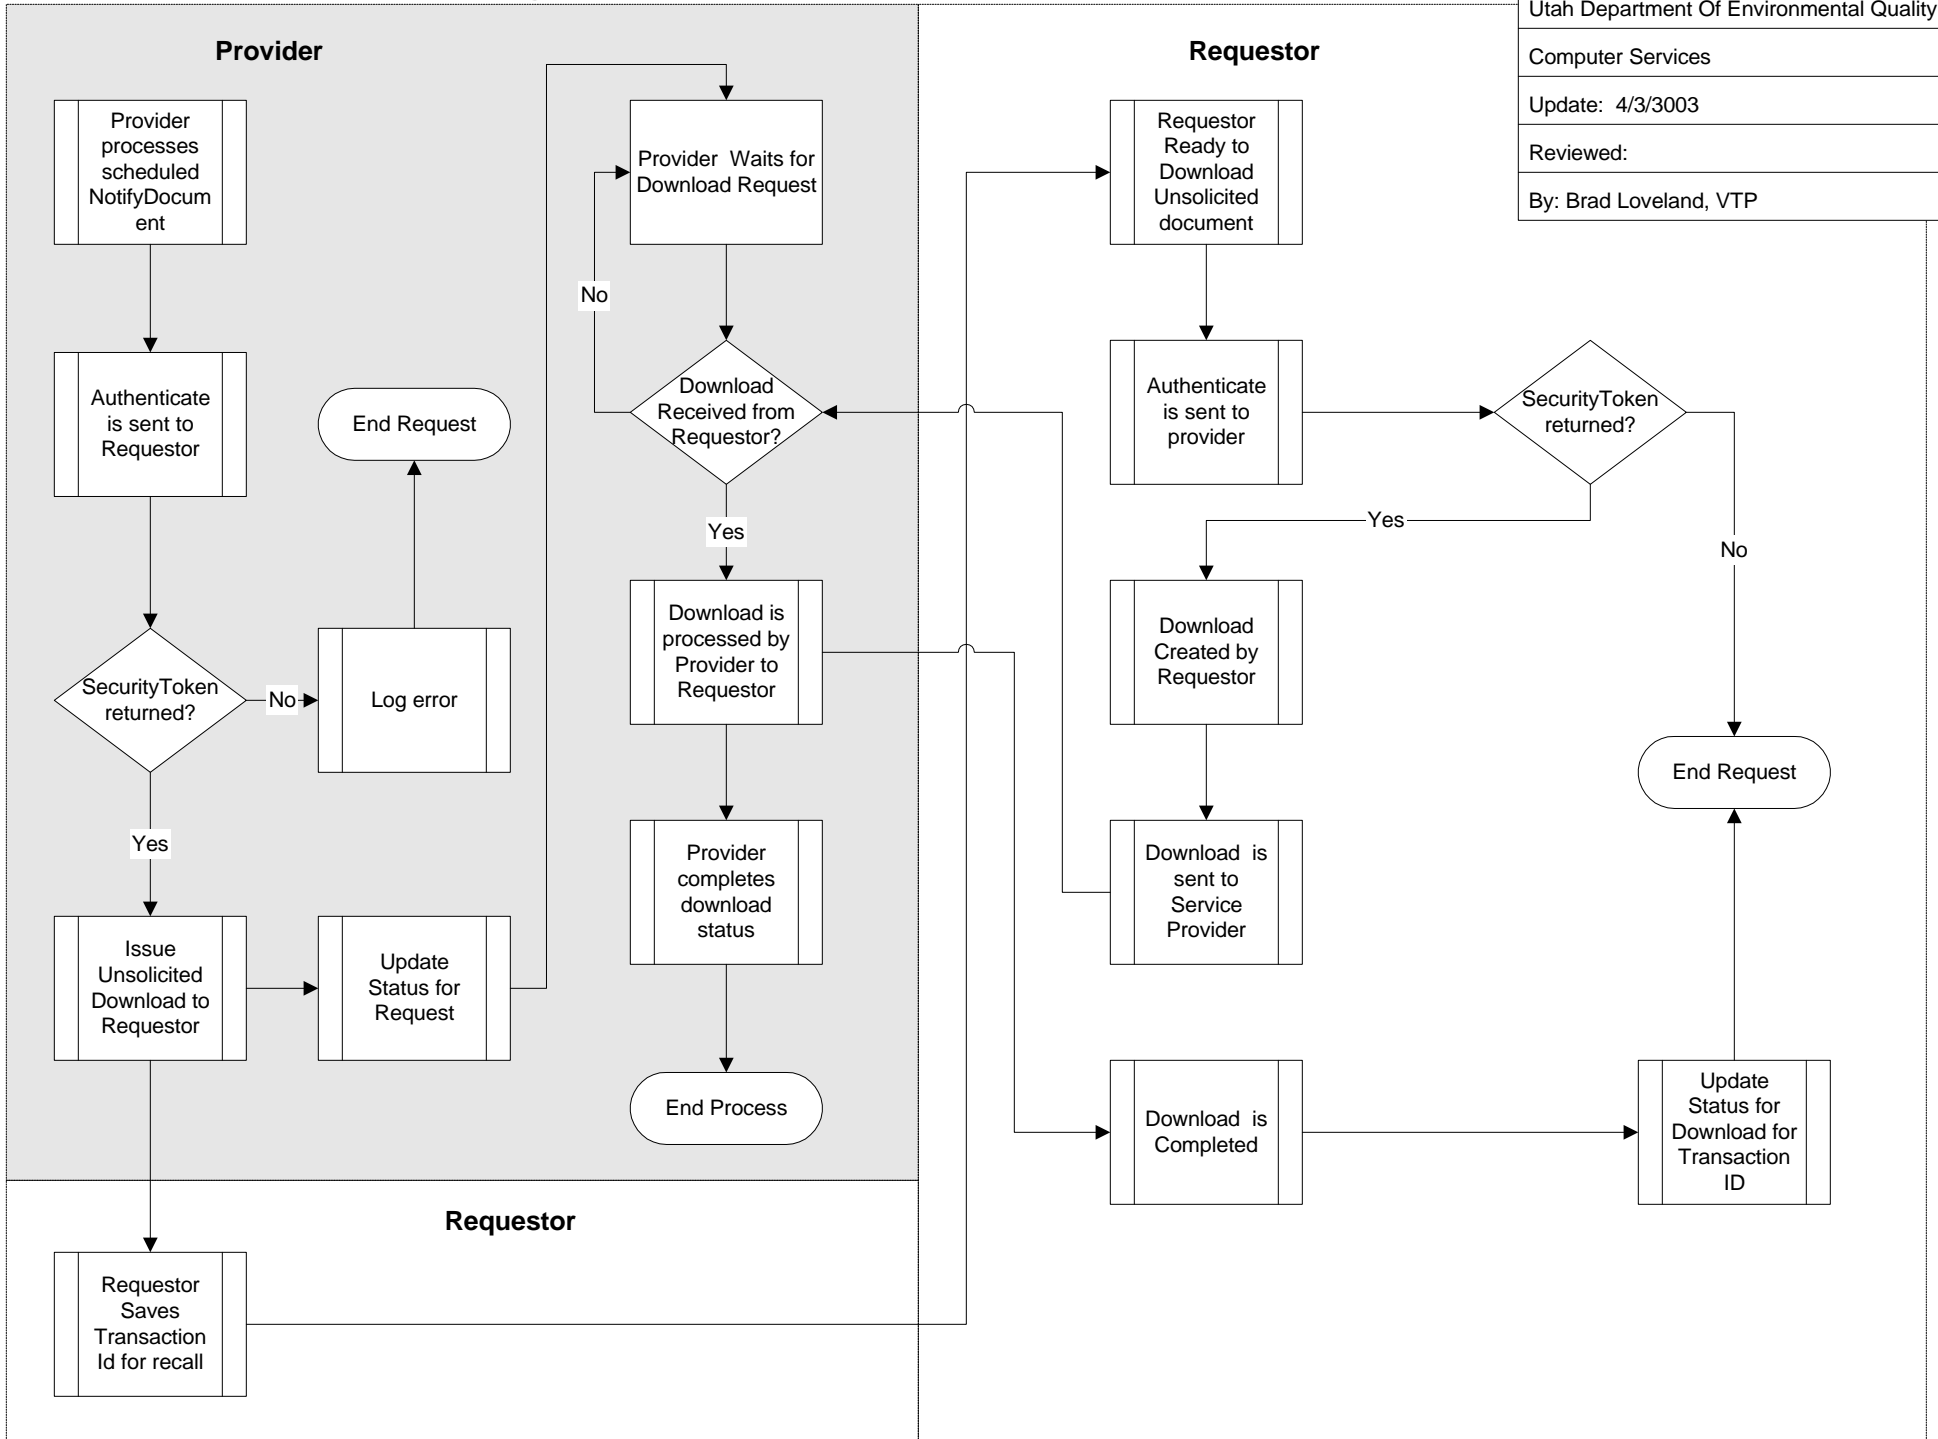 Utah Department Of Environmental Quality
Computer Services
Update: 4/3/3003
Reviewed:
By: Brad Loveland, VTP
Provider
Provider
processes
scheduled
NotifyDocum
ent
Authenticate
is sent to
Requestor
SecurityToken
returned?
No
Log error
End Request
Yes
Issue
Unsolicited
Download to
Requestor
Update
Status for
Request
Provider Waits for
Download Request
No
Download
Received from
Requestor?
Yes
Download is
processed by
Provider to
Requestor
Provider
completes
download
status
End Process
Requestor
Requestor
Saves
Transaction
Id for recall
Requestor
Requestor
Ready to
Download
Unsolicited
document
Authenticate
is sent to
provider
SecurityToken
returned?
Yes
No
Download
Created by
Requestor
Download is
sent to
Service
Provider
End Request
Download is
Completed
Update
Status for
Download for
Transaction
ID